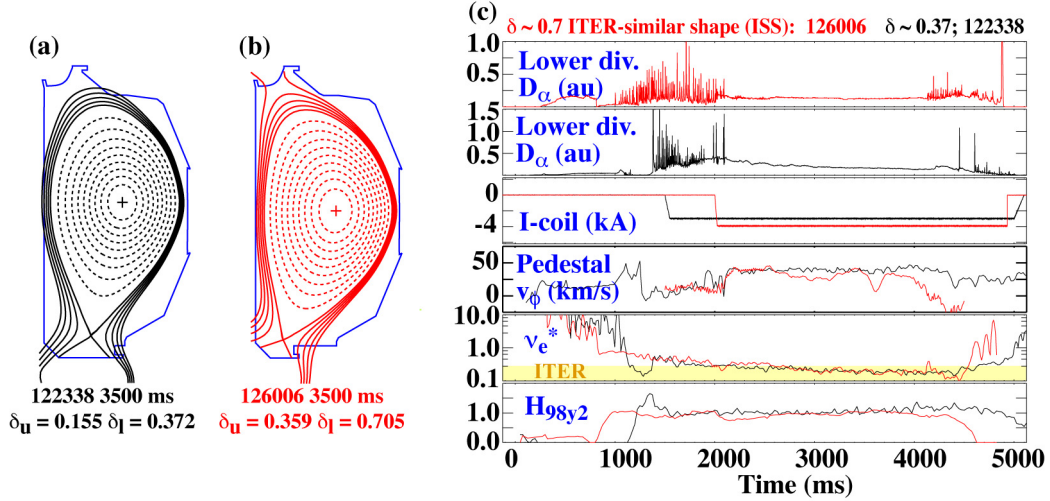 (a)
(b)
(c)
122338 3500 ms
δu = 0.155 δl = 0.372
126006 3500 ms
δu = 0.359 δl = 0.705
δ ~ 0.7 ITER-similar shape (ISS): 126006 δ ~ 0.37; 122338
1.0
0.5
Lower div.
Dα (au)
1.5
1.0
0.5
Lower div.
Dα (au)
0
-4
I-coil (kA)
50
0
Pedestal
vϕ (km/s)
10.0
1.0
0.1
νe*
ITER
1.0
0.0
H98y2
0 1000 2000 3000 4000 5000
Time (ms)